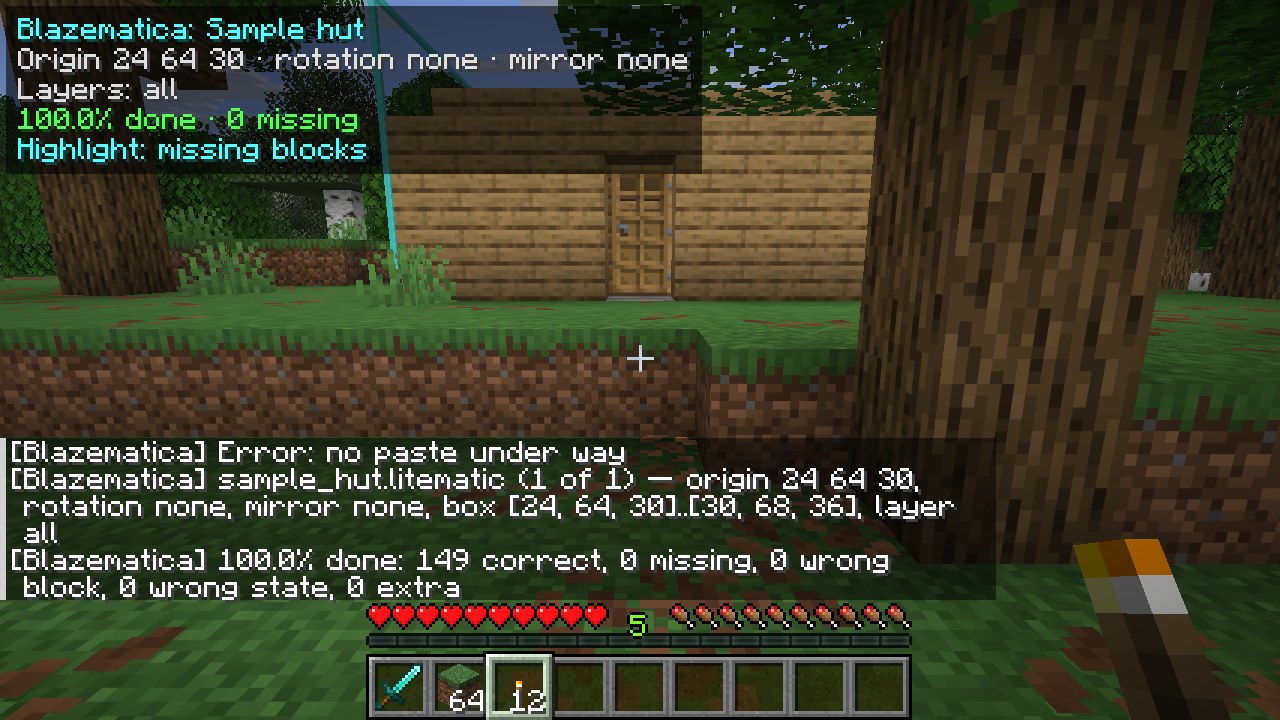 Blazematica: Sample hut
Origin 24 64 30 · rotation none · mirror none
Layers: all
100.0% done · 0 missing
Highlight: missing blocks
[Blazematica] Error: no paste under way
[Blazematica] sample_hut.litematic (1 of 1) — origin 24 64 30,
rotation none, mirror none, box [24, 64, 30]..[30, 68, 36], layer
all
[Blazematica] 100.0% done: 149 correct, 0 missing, 0 wrong
block, 0 wrong state, 0 extra
5
64
12